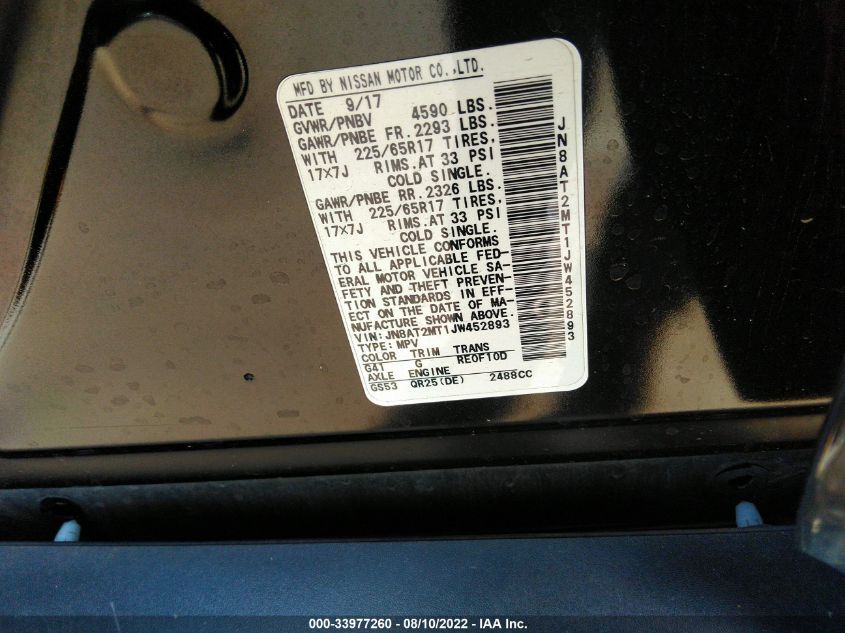 MFD BY NISSAN MOTOR CO.,LTD.
DATE 9/17
GVWR/PNBV 4590 LBS.
GAWR/PNBE FR. 2293 LBS.
WITH 225/65R17 TIRES,
17X7J RIMS.AT 33 PSI
COLD SINGLE.
GAWR/PNBE RR. 2326 LBS.
WITH 225/65R17 TIRES,
17X7J RIMS.AT 33 PSI
COLD SINGLE.
THIS VEHICLE CONFORMS
TO ALL APPLICABLE FED-
ERAL MOTOR VEHICLE SA-
FETY AND THEFT PREVEN-
TION STANDARDS IN EFF-
ECT ON THE DATE OF MA-
NUFACTURE SHOWN ABOVE.
VIN: JN8AT2MT1JW452893
TYPE: MPV
COLOR TRIM TRANS
G41 G RE0F10D
AXLE ENGINE
GS53 QR25(DE) 2488CC
JN8AT2MT1JW452893
000-33977260 - 08/10/2022 - IAA Inc.